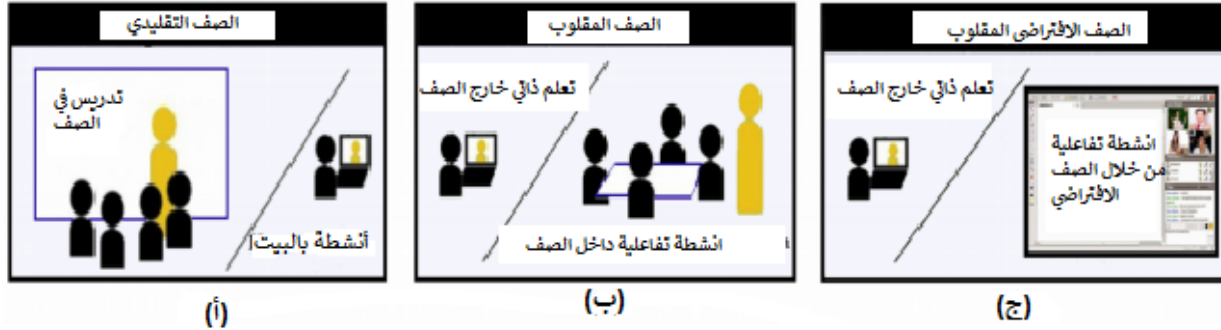 الصف التقليدي
تدريس في
الصف
أنشطة بالبيت
(أ)
الصف المقلوب
تعلم ذاتي خارج الصف
انشطة تفاعلية داخل الصف
(ب)
الصف الافتراضي المقلوب
تعلم ذاتي خارج الصف
انشطة تفاعلية
من خلال الصف
الافتراضي
(ج)